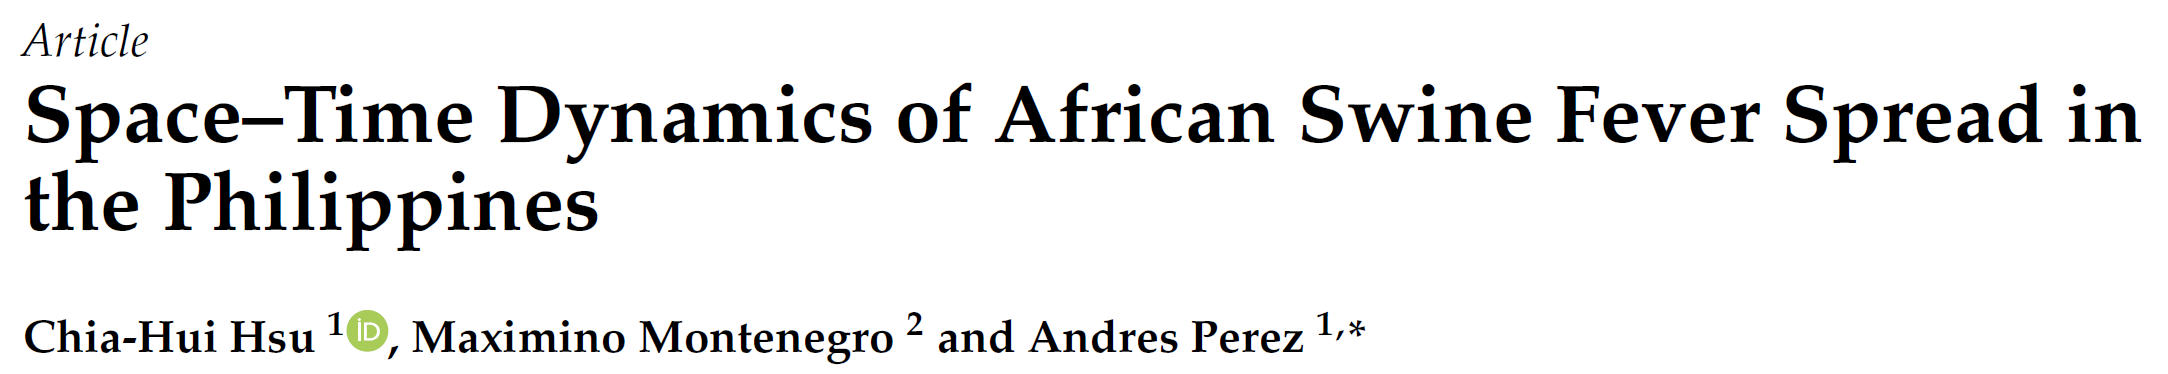 Article
Space–Time Dynamics of African Swine Fever Spread in
the Philippines
Chia-Hui Hsu 1 iD, Maximino Montenegro 2 and Andres Perez 1,*